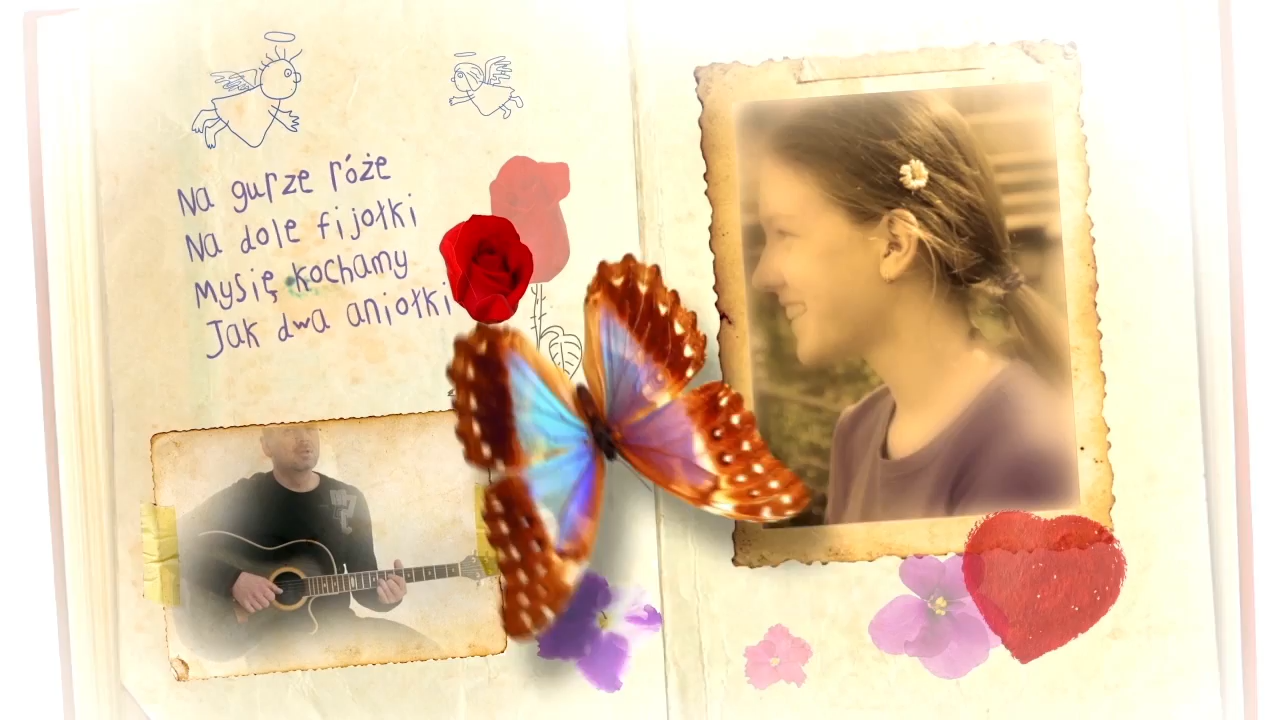 Na gurze róże
Na dole fijołki
Mysię kochamy
Jak dwa aniołki